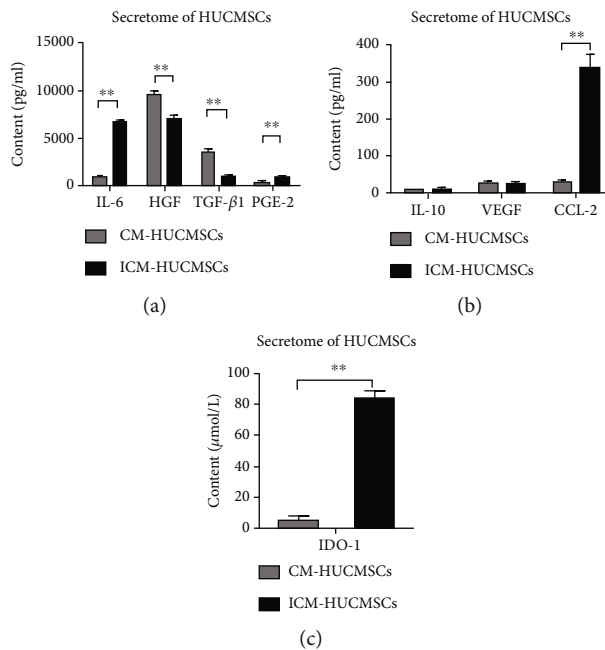 Secretome of HUCMSCs
Content (pg/ml)
15000
10000
5000
0
** ** ** **
IL-6 HGF TGF-β1 PGE-2
CM-HUCMSCs
ICM-HUCMSCs
(a)
Secretome of HUCMSCs
Content (pg/ml)
400
300
200
100
0
**
IL-10 VEGF CCL-2
CM-HUCMSCs
ICM-HUCMSCs
(b)
Secretome of HUCMSCs
Content (μmol/L)
100
80
60
40
20
0
**
IDO-1
CM-HUCMSCs
ICM-HUCMSCs
(c)